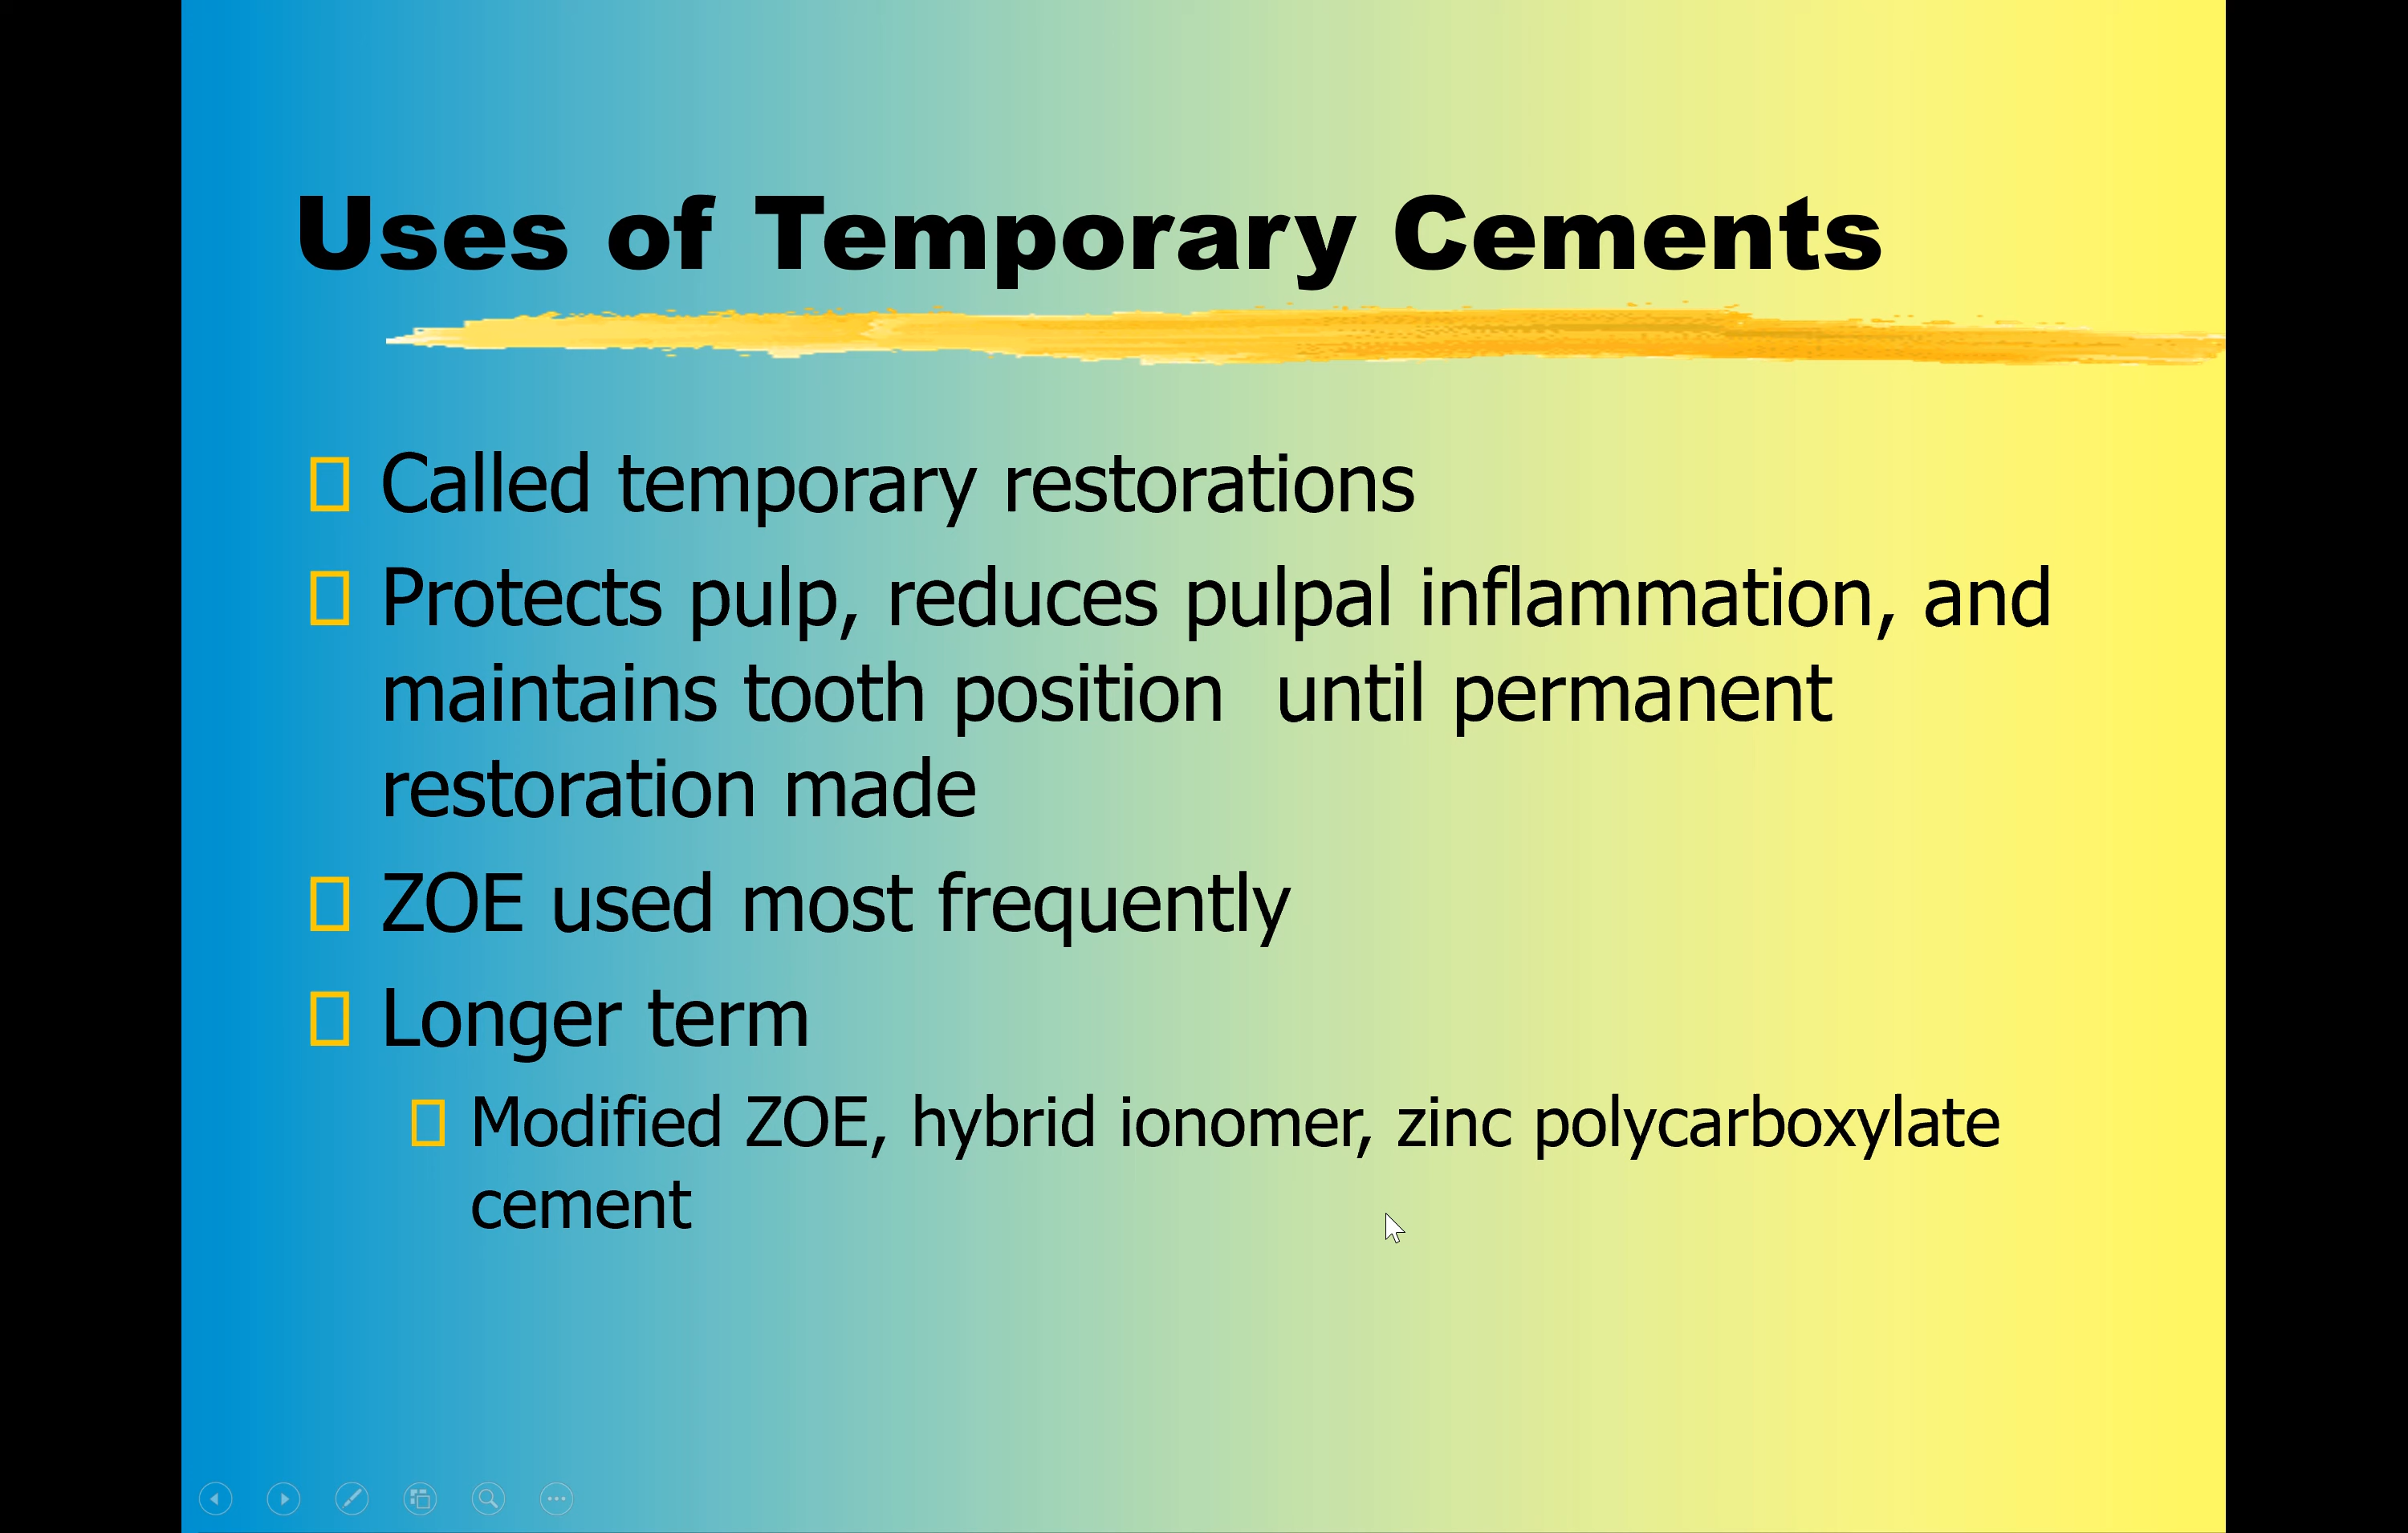 Uses of Temporary Cements
Called temporary restorations
Protects pulp, reduces pulpal inflammation, and
maintains tooth position  until permanent
restoration made
ZOE used most frequently
Longer term
Modified ZOE, hybrid ionomer, zinc polycarboxylate
cement